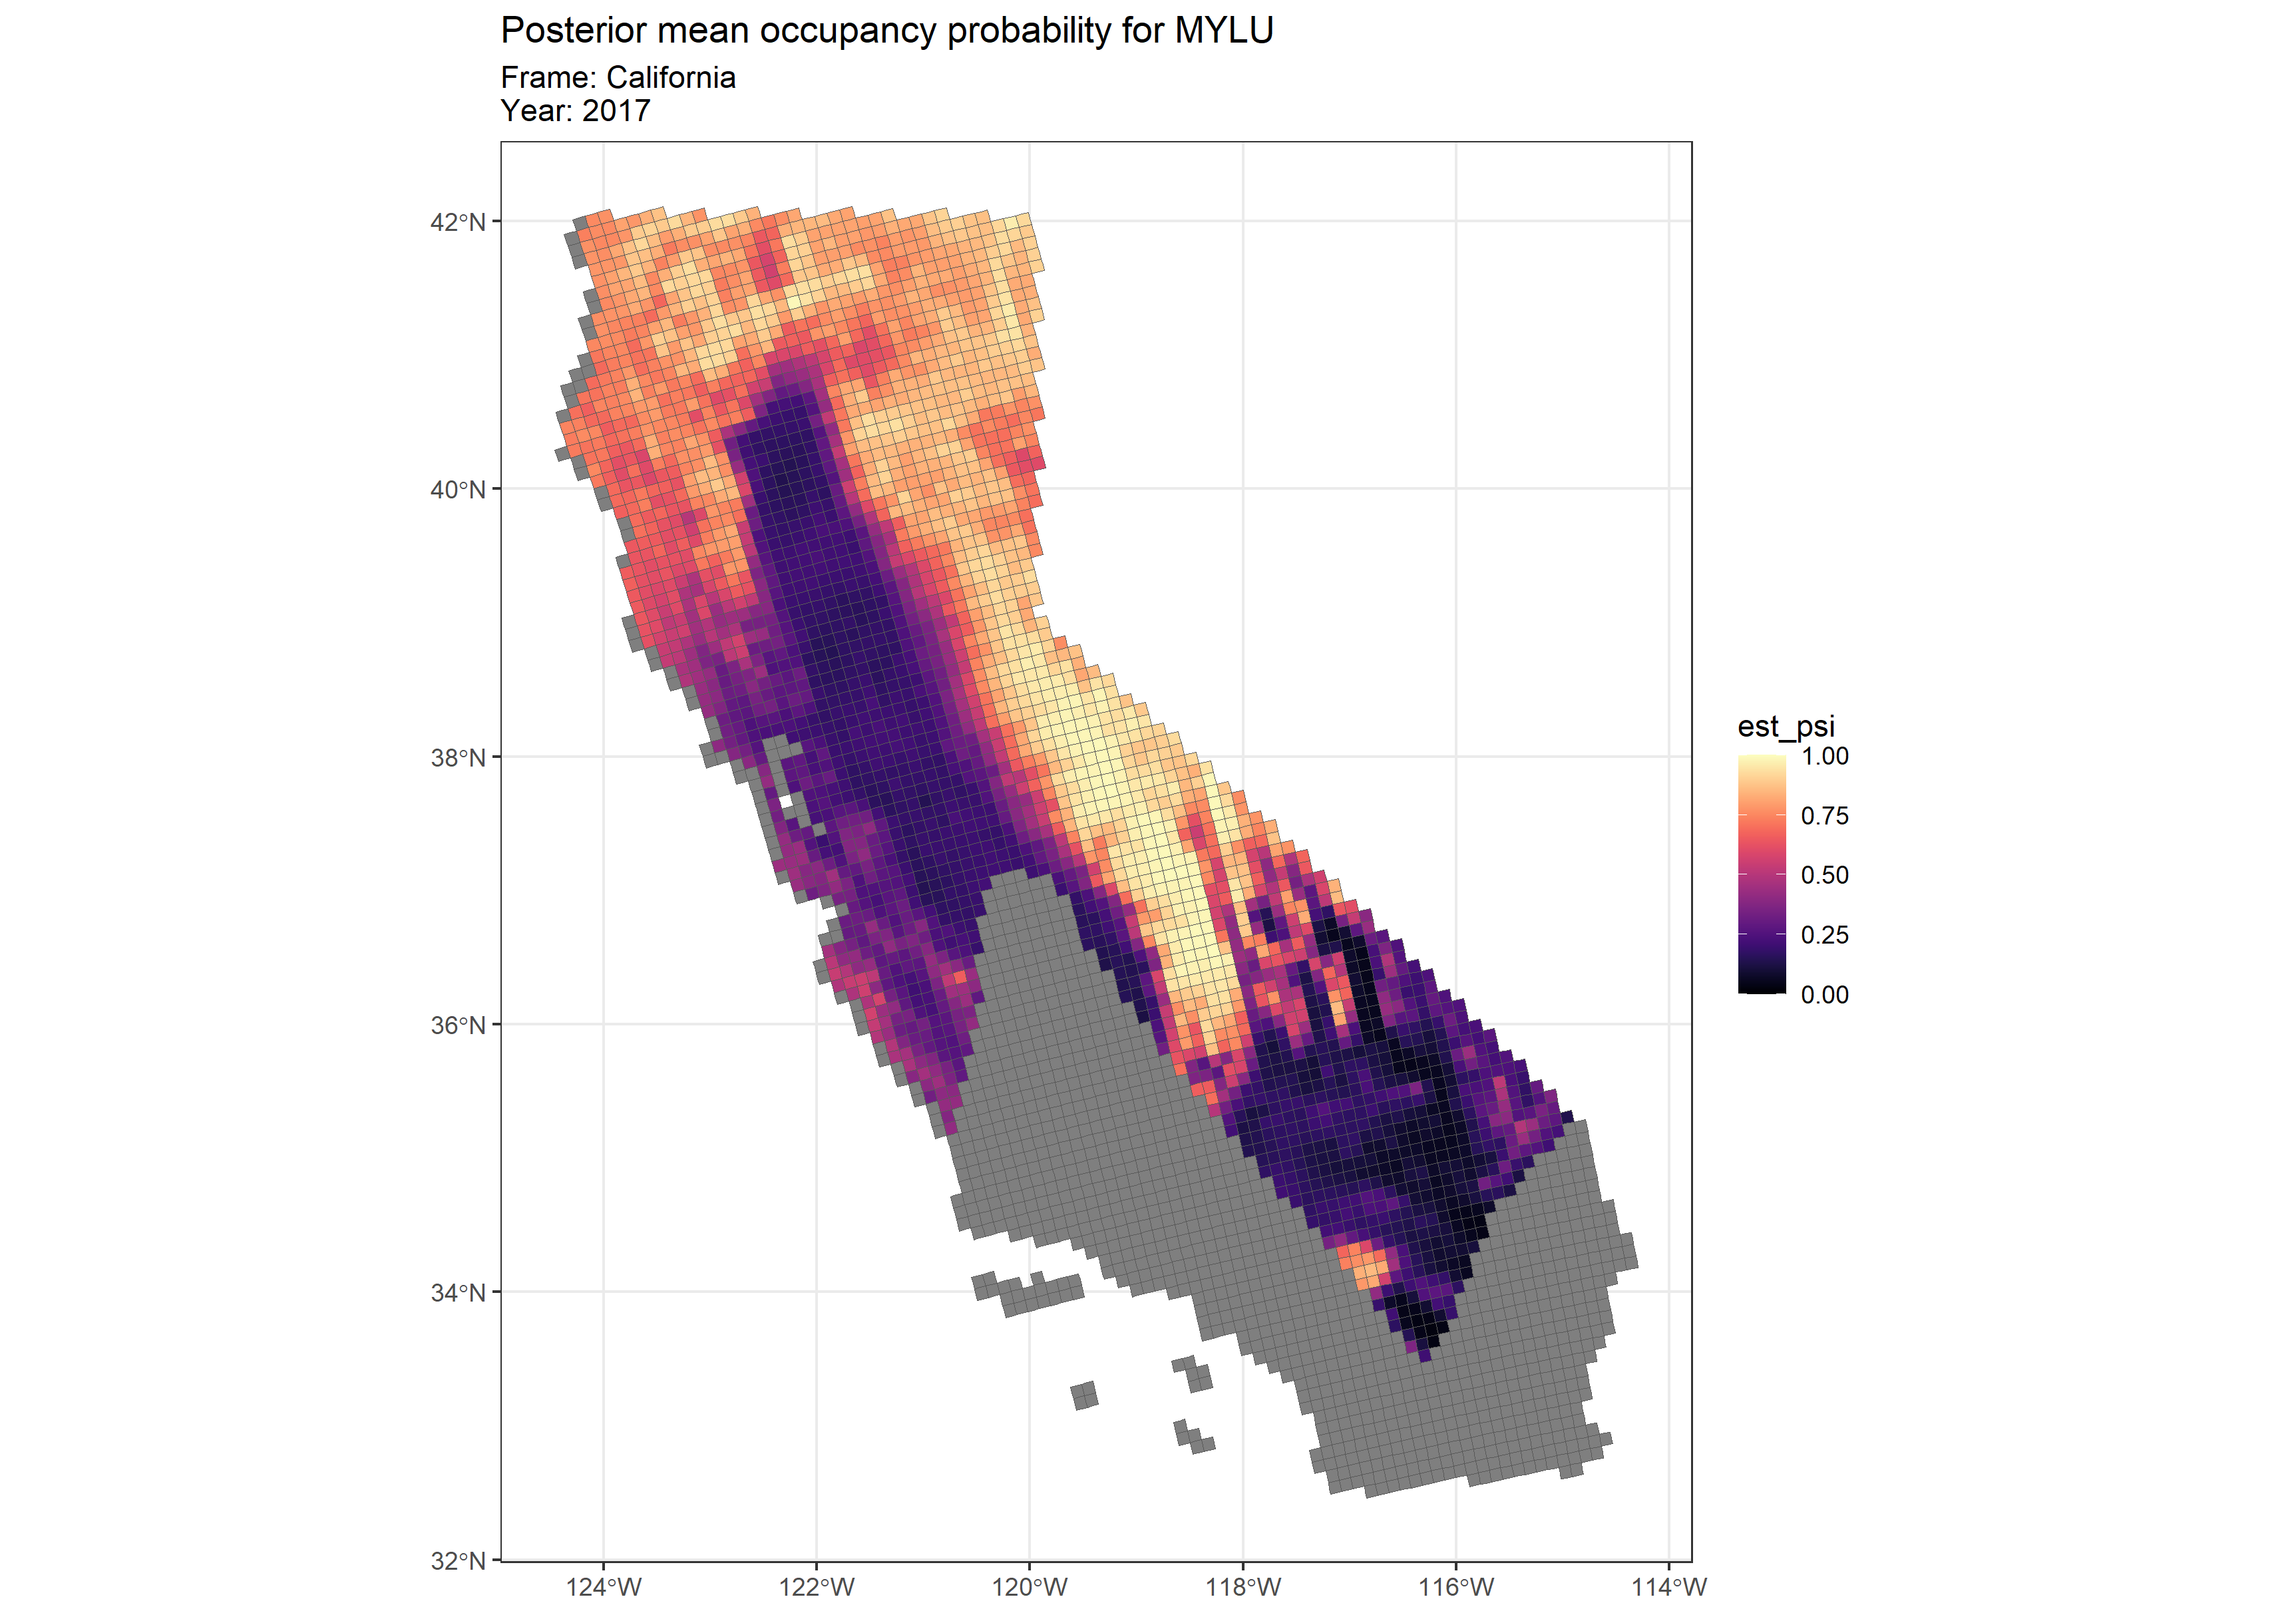 Posterior mean occupancy probability for MYLU
Frame: California
Year: 2017
42°N
40°N
38°N
36°N
34°N
32°N
124°W
122°W
120°W
118°W
116°W
114°W
est_psi
1.00
0.75
0.50
0.25
0.00